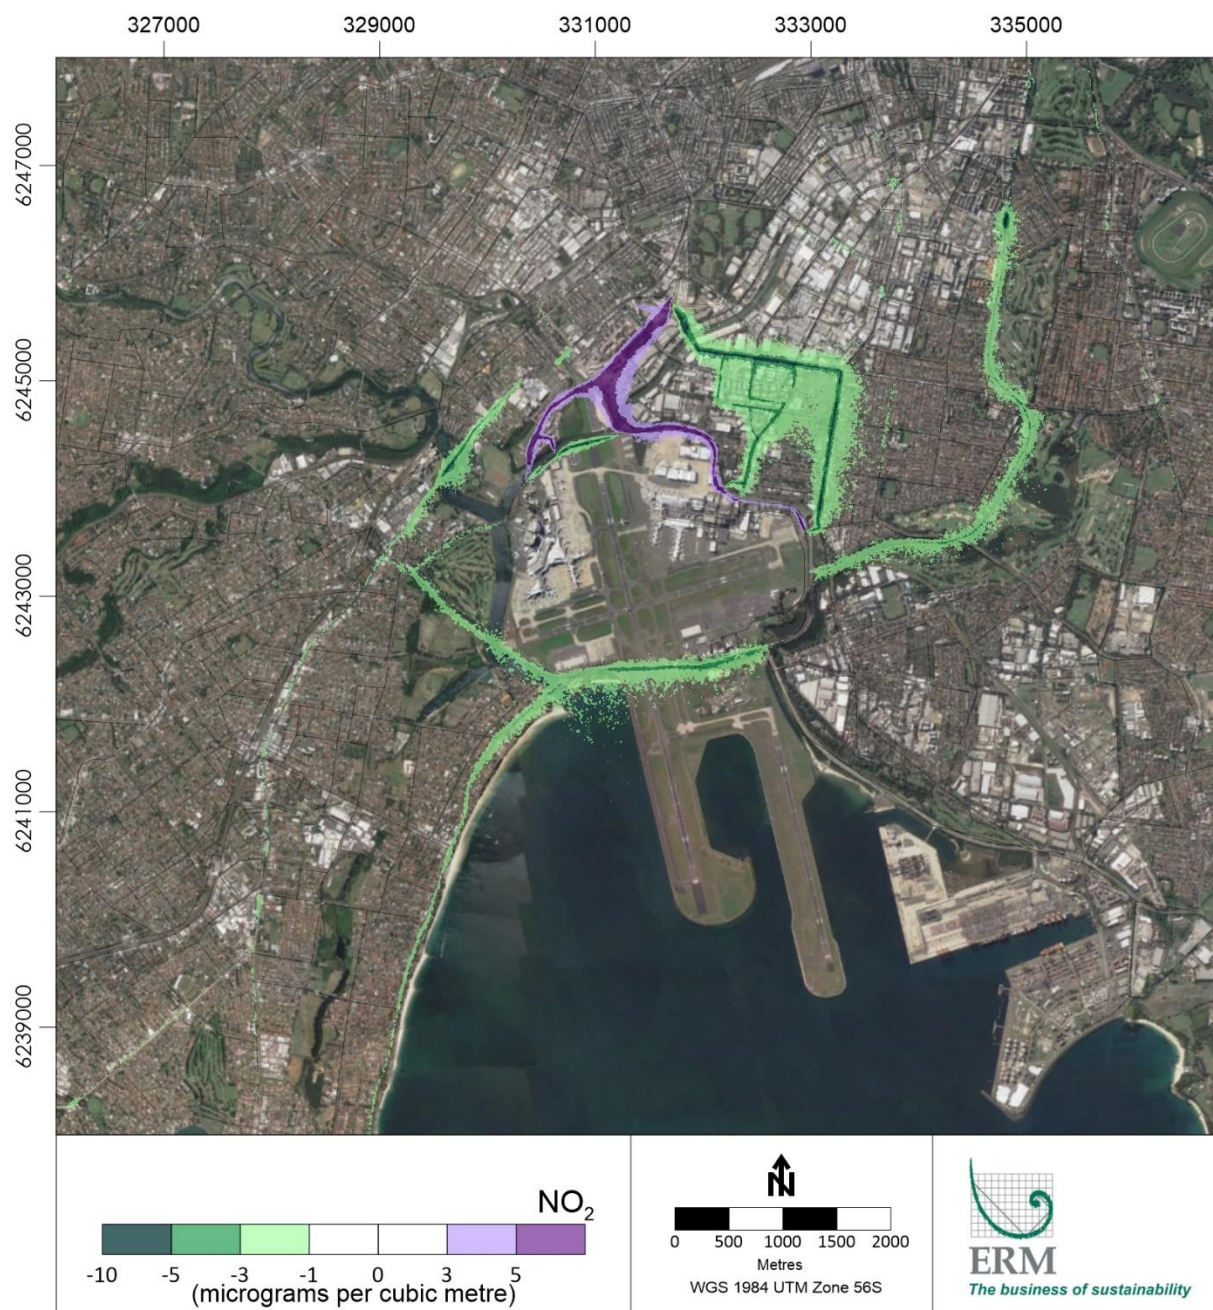 327000 329000 331000 333000 335000
6247000
6245000
6243000
6241000
6239000
NO₂
-10 -5 -3 -1 0 3 5
(micrograms per cubic metre)
N
0 500 1000 1500 2000
Metres
WGS 1984 UTM Zone 56S
ERM
The business of sustainability